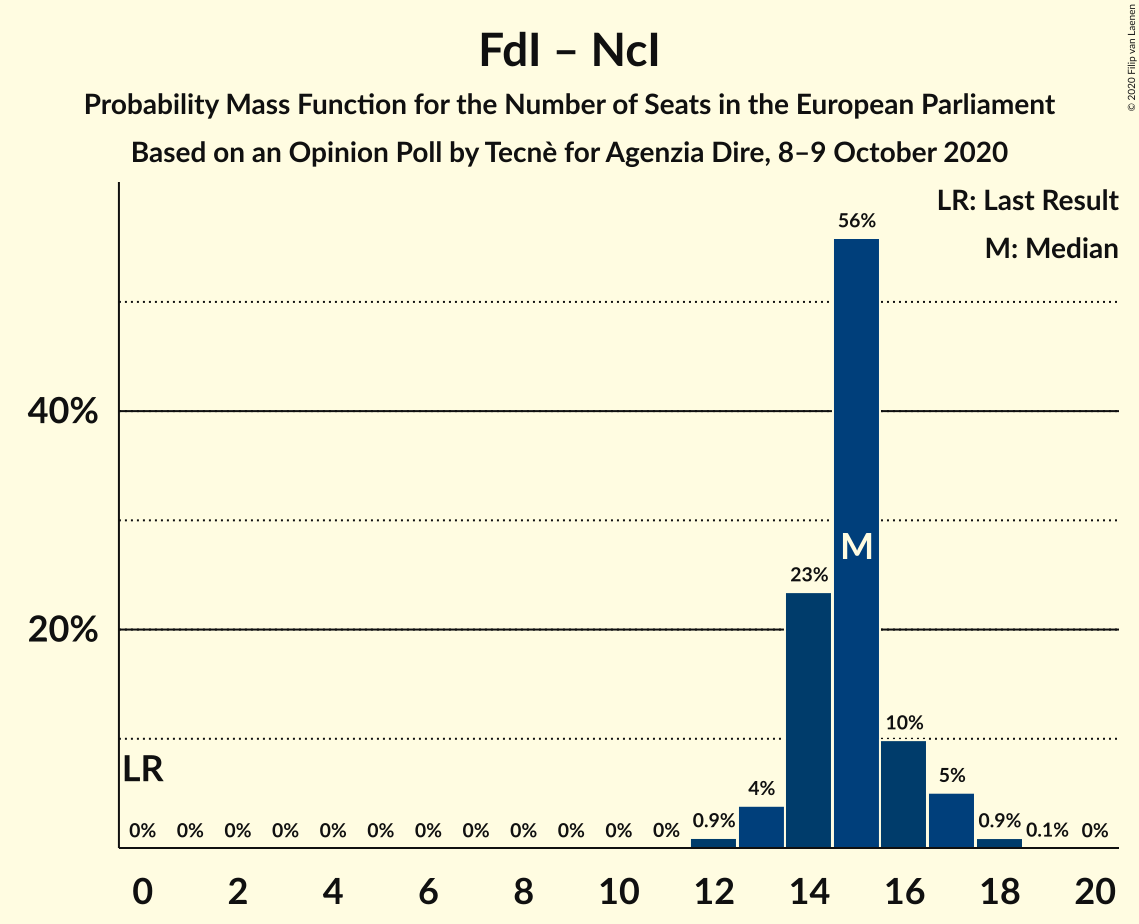 FdI – NcI
Probability Mass Function for the Number of Seats in the European Parliament
Based on an Opinion Poll by Tecnè for Agenzia Dire, 8–9 October 2020
© 2020 Filip van Laenen
LR: Last Result
M: Median
56%
40%
M
23%
20%
10%
LR
5%
4%
0% 0% 0% 0% 0% 0% 0% 0% 0% 0% 0% 0% 0.9% 0.9% 0.1% 0%
0 2 4 6 8 10 12 14 16 18 20